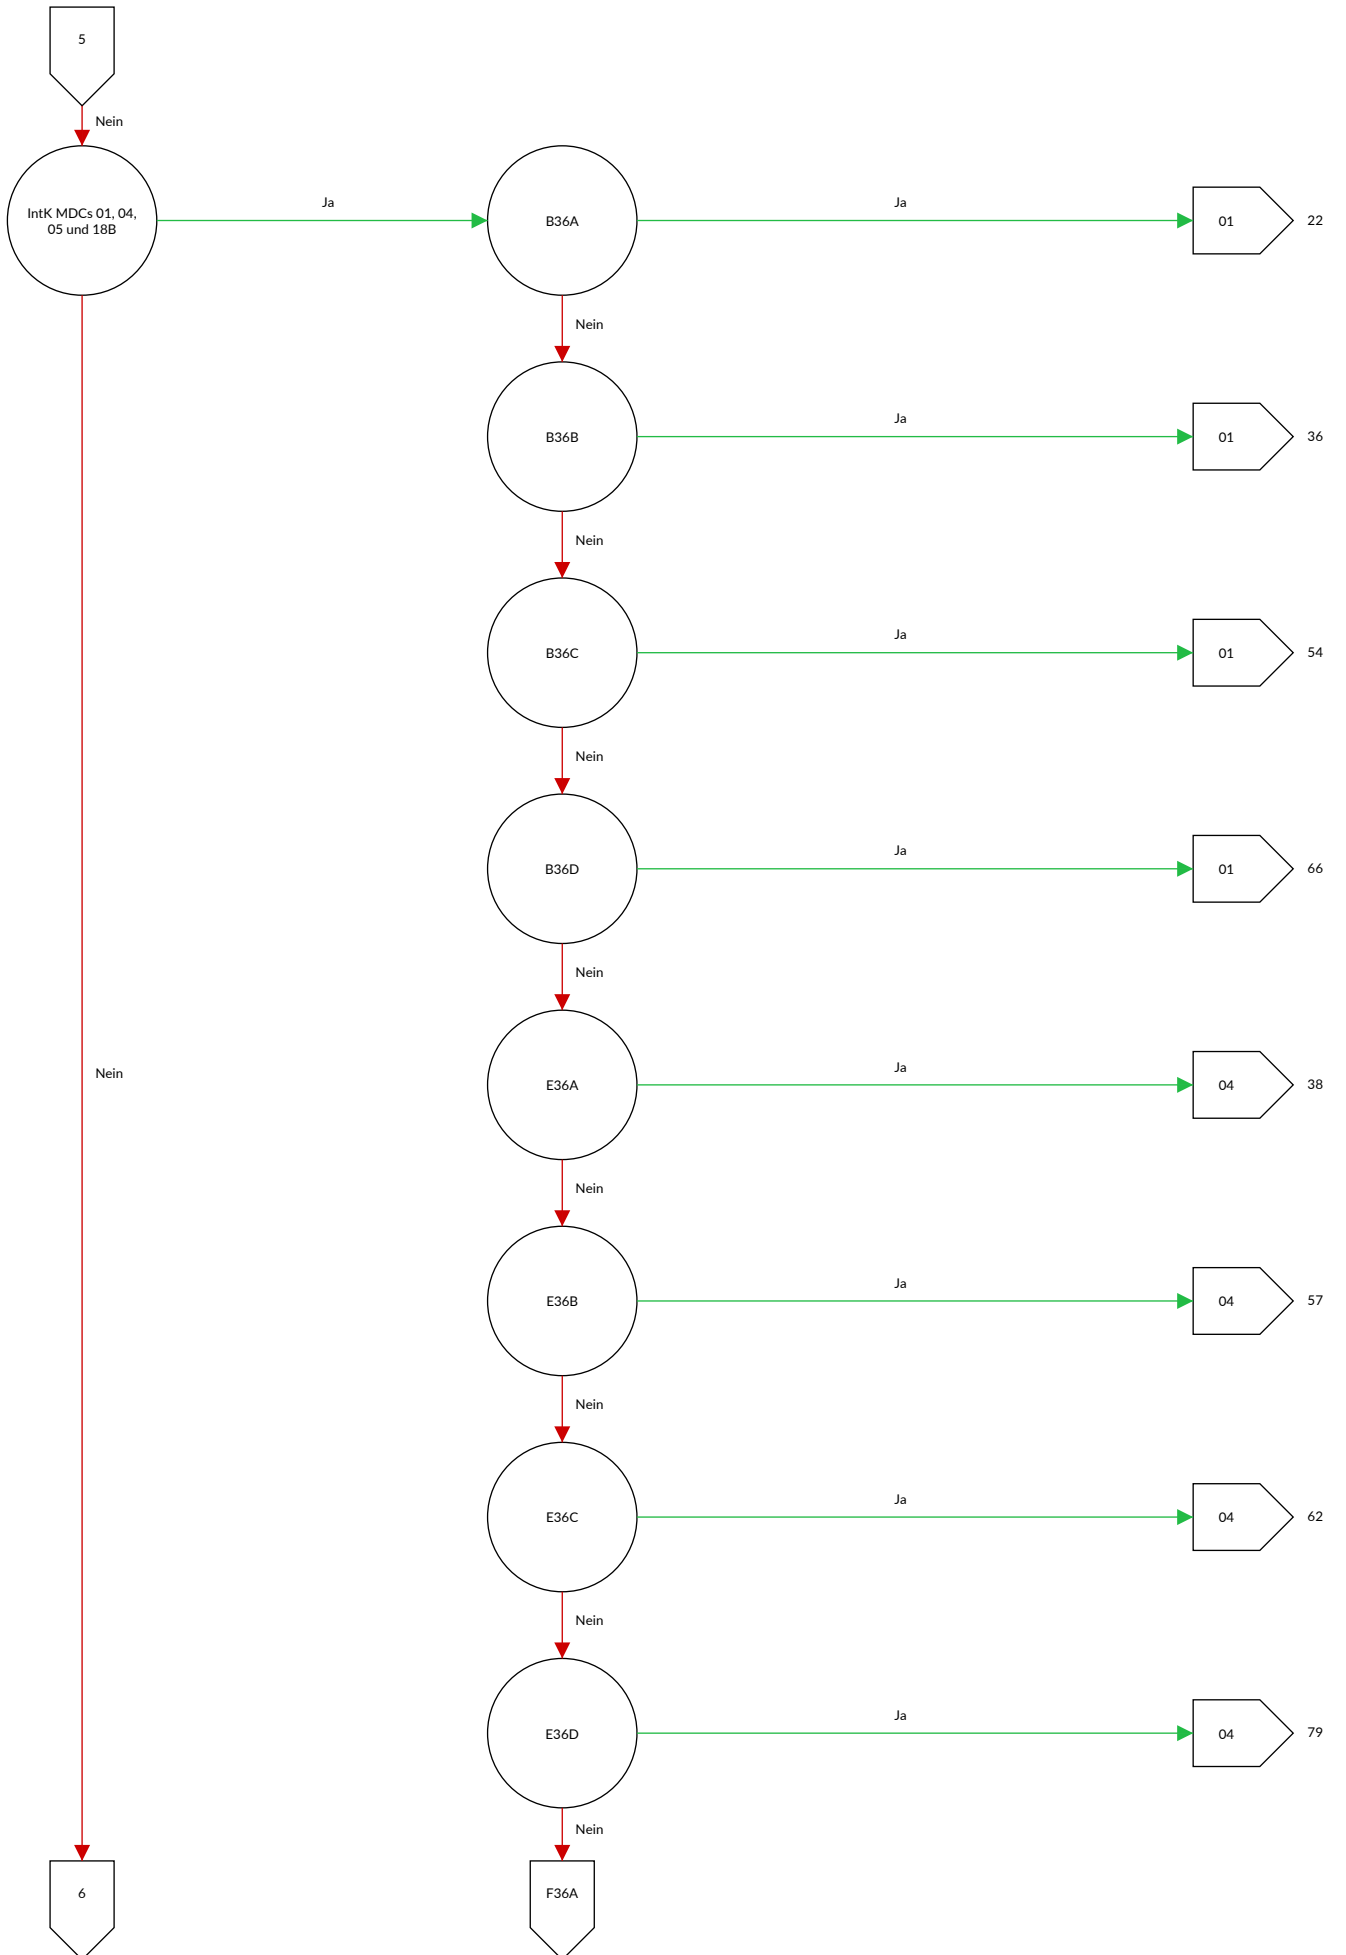 5
Nein
IntK MDCs 01, 04,
05 und 18B
Ja
B36A
Ja
01
22
Nein
B36B
Ja
01
36
Nein
B36C
Ja
01
54
Nein
B36D
Ja
01
66
Nein
E36A
Ja
04
38
Nein
Nein
E36B
Ja
04
57
Nein
E36C
Ja
04
62
Nein
E36D
Ja
04
79
Nein
6
F36A